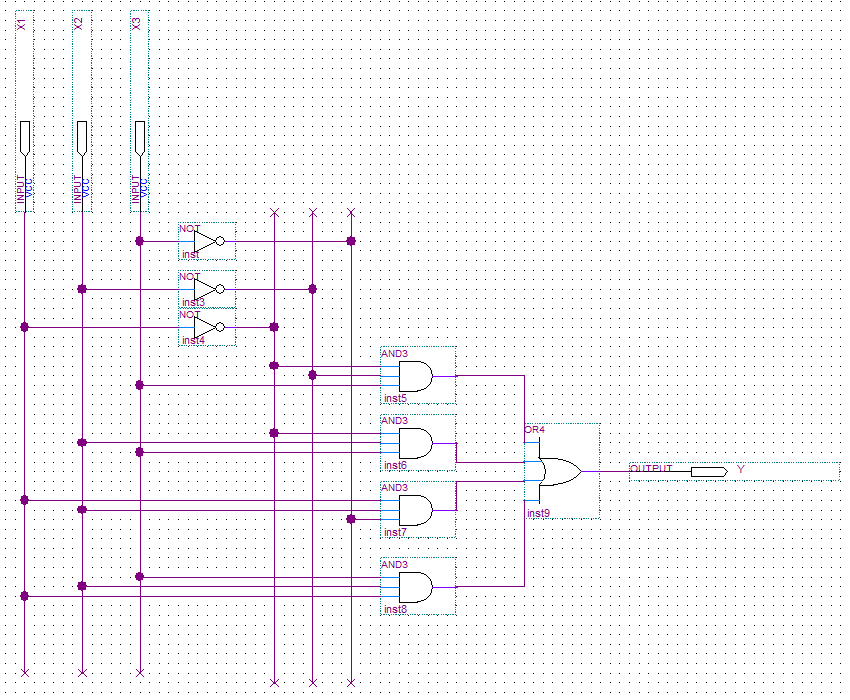 X1
X2
X3
INPUT
VCC
INPUT
VCC
INPUT
VCC
NOT
inst
NOT
inst3
NOT
inst4
AND3
inst5
AND3
inst6
AND3
inst7
AND3
inst8
OR4
inst9
OUTPUT
Y